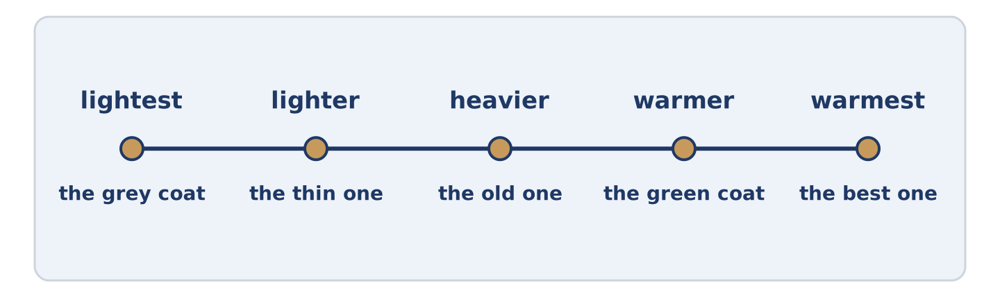 lightest lighter heavier warmer warmest
the grey coat the thin one the old one the green coat the best one